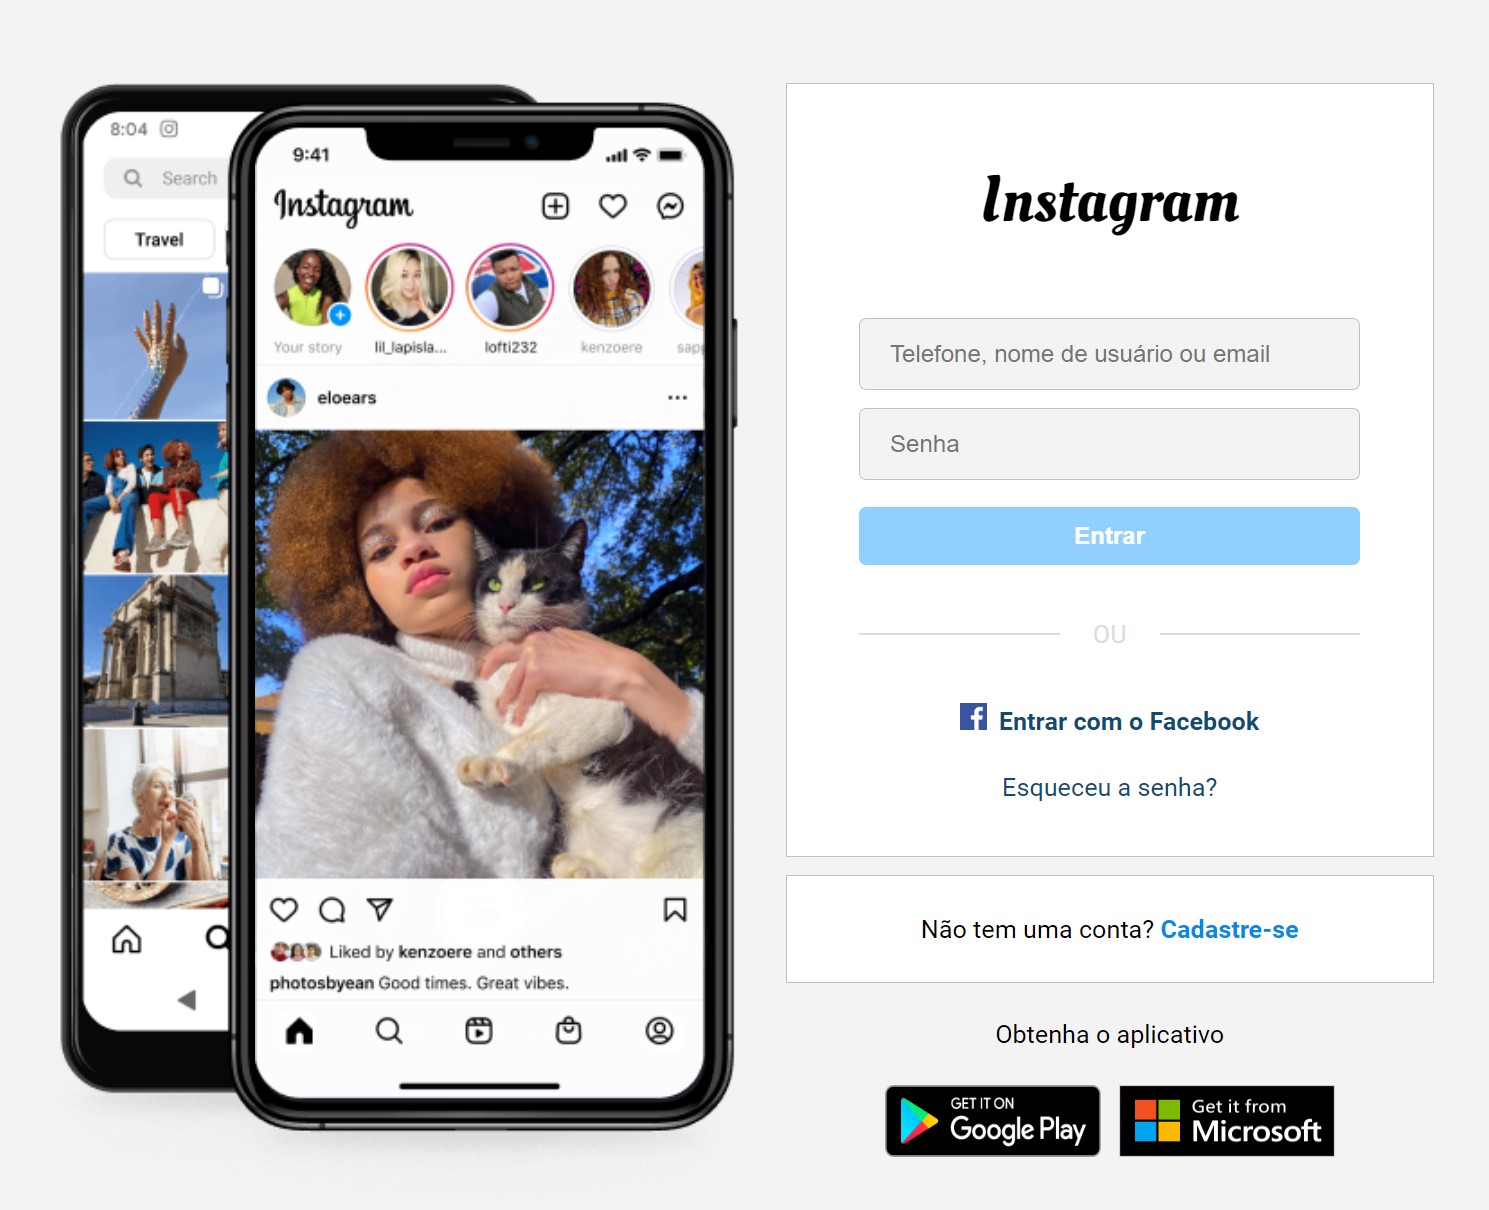 8:04
Search
Travel
9:41
Instagram
Your story
lil_lapisla...
lofti232
kenzoere
sapp
eloears
Liked by kenzoere and others
photosbyean Good times. Great vibes.
Instagram
Telefone, nome de usuário ou email
Senha
Entrar
OU
Entrar com o Facebook
Esqueceu a senha?
Não tem uma conta? Cadastre-se
Obtenha o aplicativo
GET IT ON
Google Play
Get it from
Microsoft